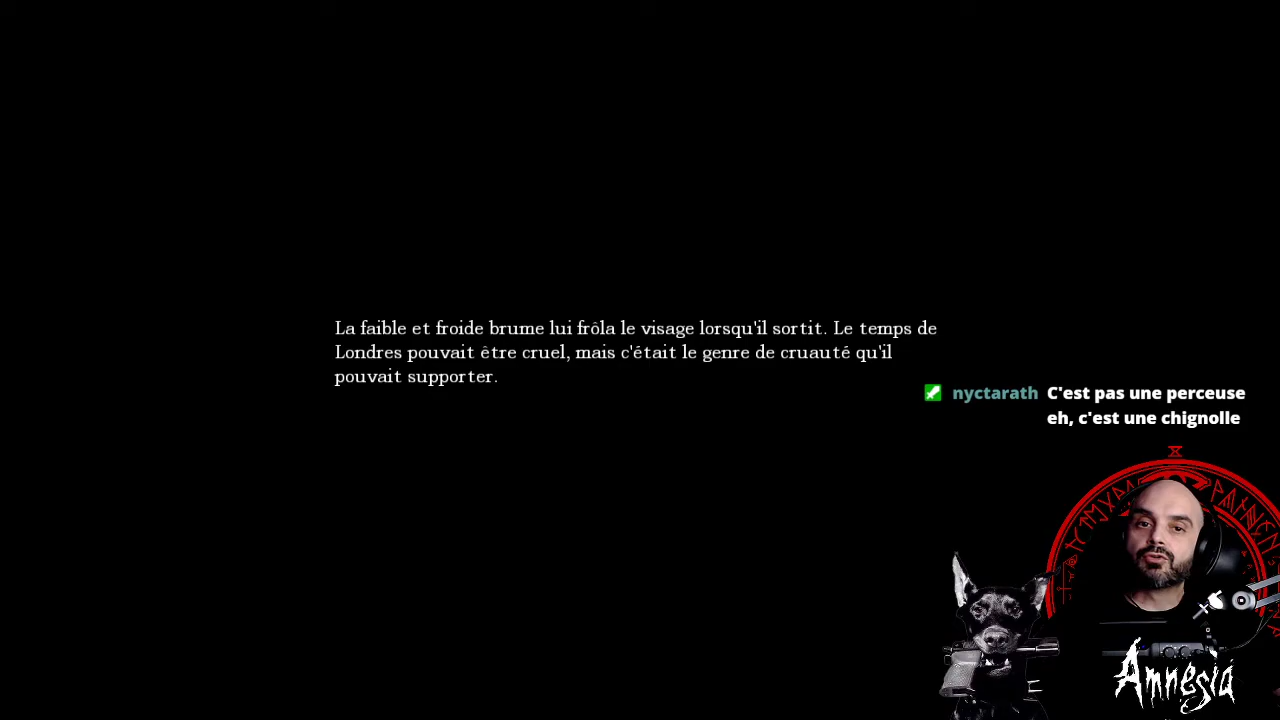 La faible et froide brume lui frôla le visage lorsqu'il sortit. Le temps de
Londres pouvait être cruel, mais c'était le genre de cruauté qu'il
pouvait supporter.
nyctarath C'est pas une perceuse
eh, c'est une chignolle
Amnesia